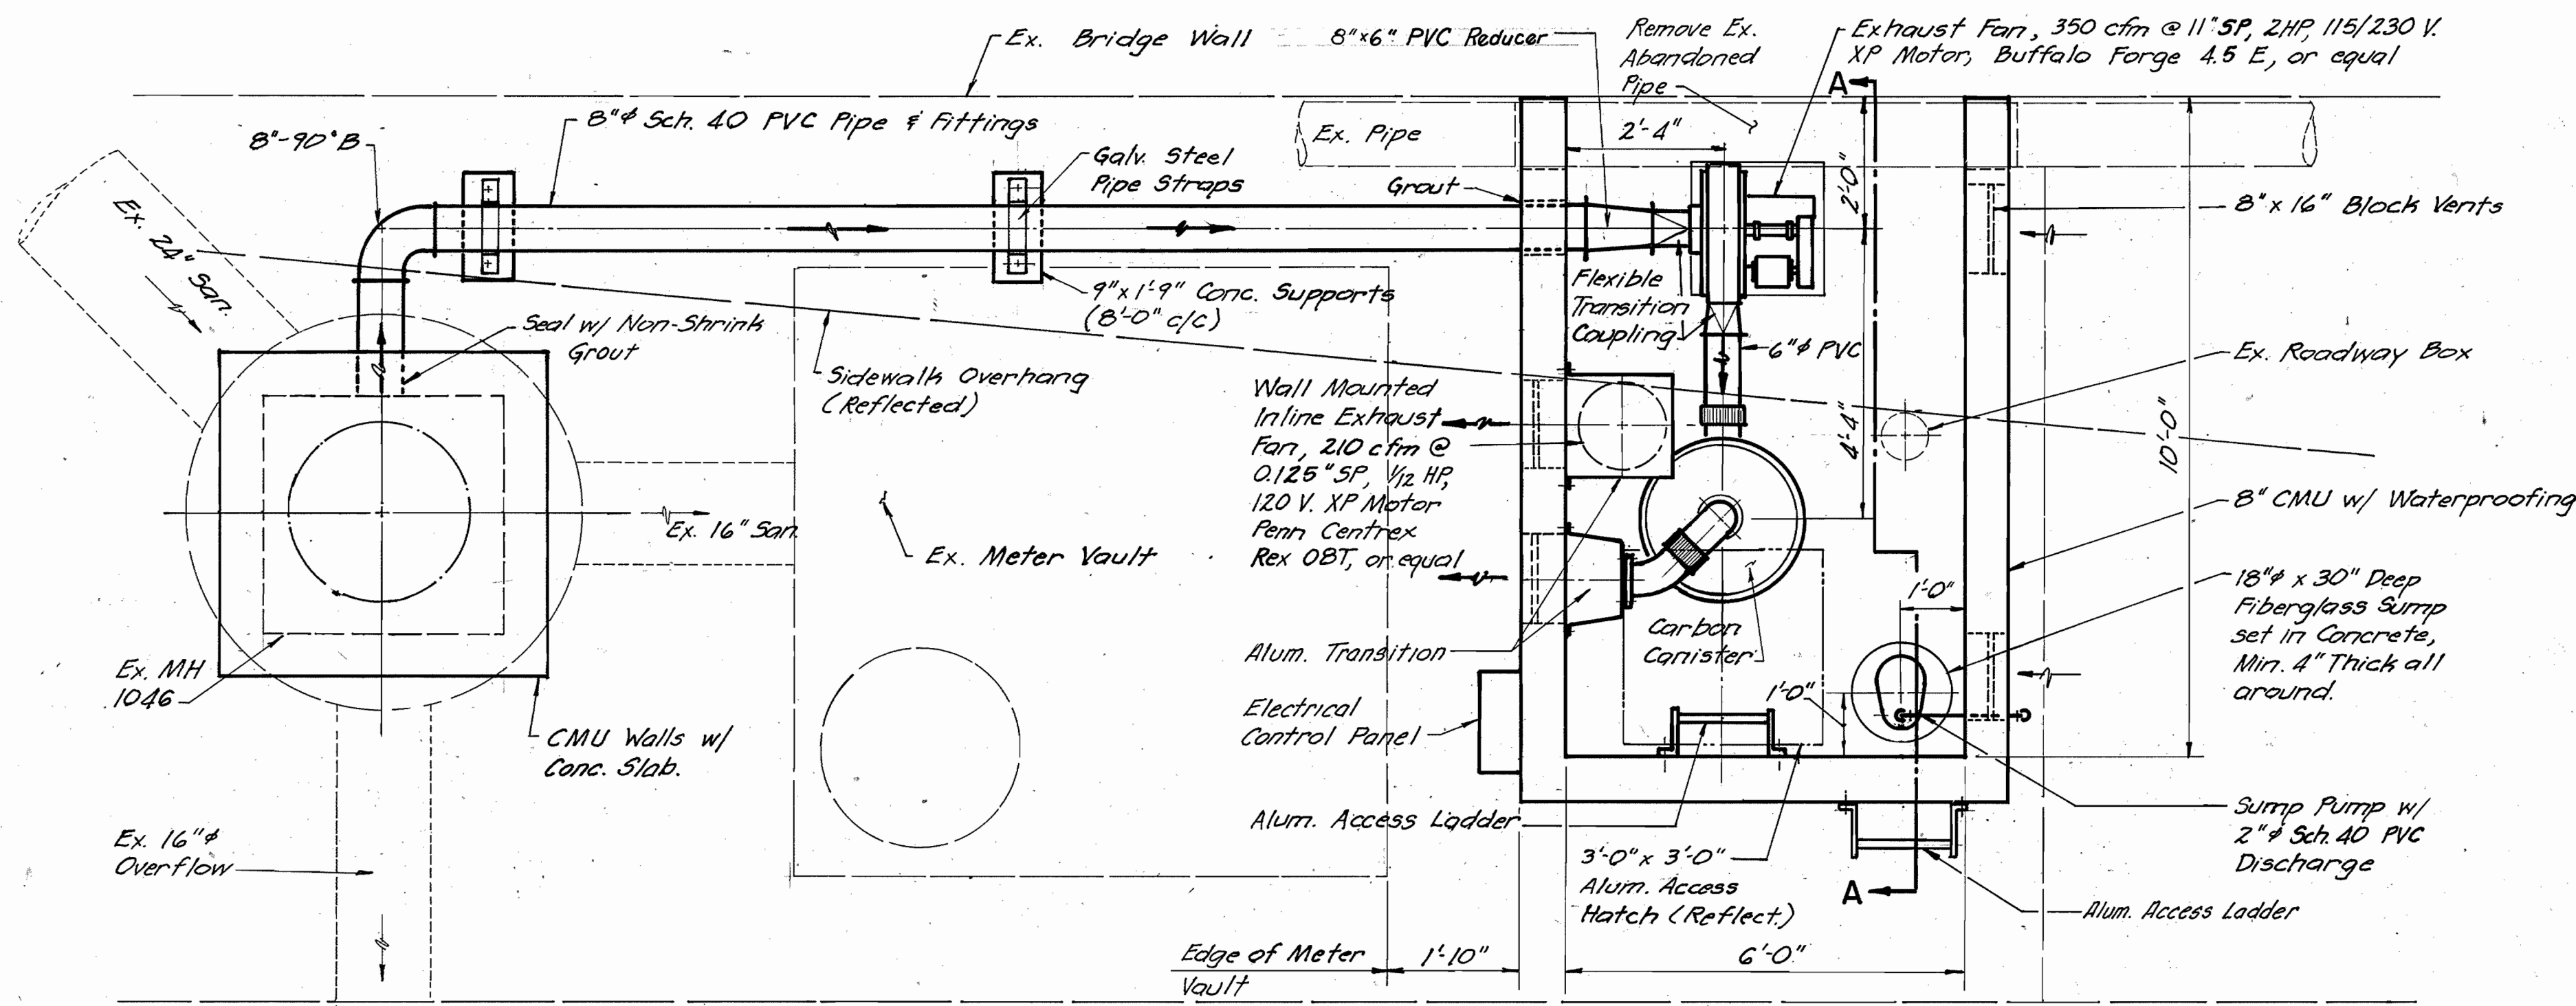 Ex. Bridge Wall
8"x6" PVC Reducer
Remove Ex.
Abandoned
Pipe
Exhaust Fan, 350 cfm @ 11" SP, 2HP, 115/230 V.
XP Motor, Buffalo Forge 4.5 E, or equal
A
8"-90°B
8"ϕ Sch. 40 PVC Pipe & Fittings
Galv. Steel
Pipe Straps
Ex. Pipe
2'-4"
Grout
2'-0"
8" x 16" Block Vents
Ex. 24" San.
Seal w/ Non-Shrink
Grout
9"x1'-9" Conc. Supports
(8'-0" c/c)
Flexible
Transition
Coupling
6"ϕ PVC
Ex. Roadway Box
Sidewalk Overhang
(Reflected)
Wall Mounted
Inline Exhaust
Fan, 210 cfm @
0.125" SP, 1/12 HP,
120 V. XP Motor
Penn Centrex
Rex 08T, or equal
4'-4"
10'-0"
8" CMU w/ Waterproofing
Ex. 16" San.
Ex. Meter Vault
1'-0"
18"ϕ x 30" Deep
Fiberglass Sump
set in Concrete,
Min. 4" Thick all
around.
Carbon
Canister
Alum. Transition
Ex. MH
1046
1'-0"
Electrical
Control Panel
CMU Walls w/
Conc. Slab.
Alum. Access Ladder
Sump Pump w/
2"ϕ Sch. 40 PVC
Discharge
Ex. 16"ϕ
Overflow
3'-0" x 3'-0"
Alum. Access
Hatch (Reflect.)
A
Alum. Access Ladder
Edge of Meter
Vault
1'-10"
6'-0"